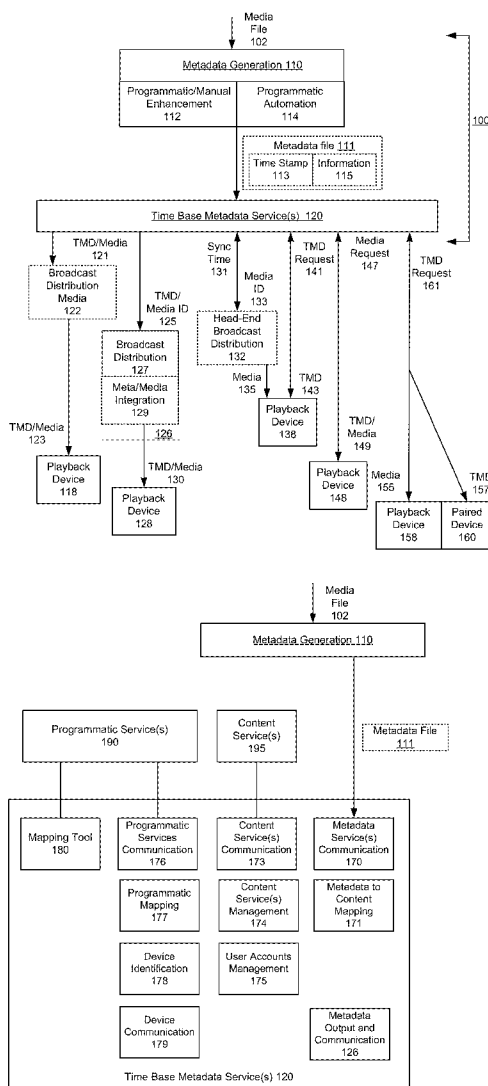 Media
File
102
Metadata Generation 110
Programmatic/Manual
Enhancement
112
Programmatic
Automation
114
100
Metadata file 111
Time Stamp
113
Information
115
Time Base Metadata Service(s) 120
TMD/Media
121
Broadcast
Distribution
Media
122
TMD/Media
123
Playback
Device
118
TMD/
Media ID
125
Broadcast
Distribution
127
Meta/Media
Integration
129
126
TMD/Media
130
Playback
Device
128
Sync
Time
131
Media
ID
133
Head-End
Broadcast
Distribution
132
Media
135
TMD
Request
141
TMD
143
Playback
Device
138
Media
Request
147
TMD/
Media
149
Playback
Device
148
TMD
Request
161
Media
155
TMD
157
Playback
Device
158
Paired
Device
160
Media
File
102
Metadata Generation 110
Programmatic Service(s)
190
Content
Service(s)
195
Metadata File
111
Mapping Tool
180
Programmatic
Services
Communication
176
Content
Service(s)
Communication
173
Metadata
Service(s)
Communication
170
Programmatic
Mapping
177
Content
Service(s)
Management
174
Metadata to
Content
Mapping
171
Device
Identification
178
User Accounts
Management
175
Device
Communication
179
Metadata
Output and
Communication
126
Time Base Metadata Service(s) 120